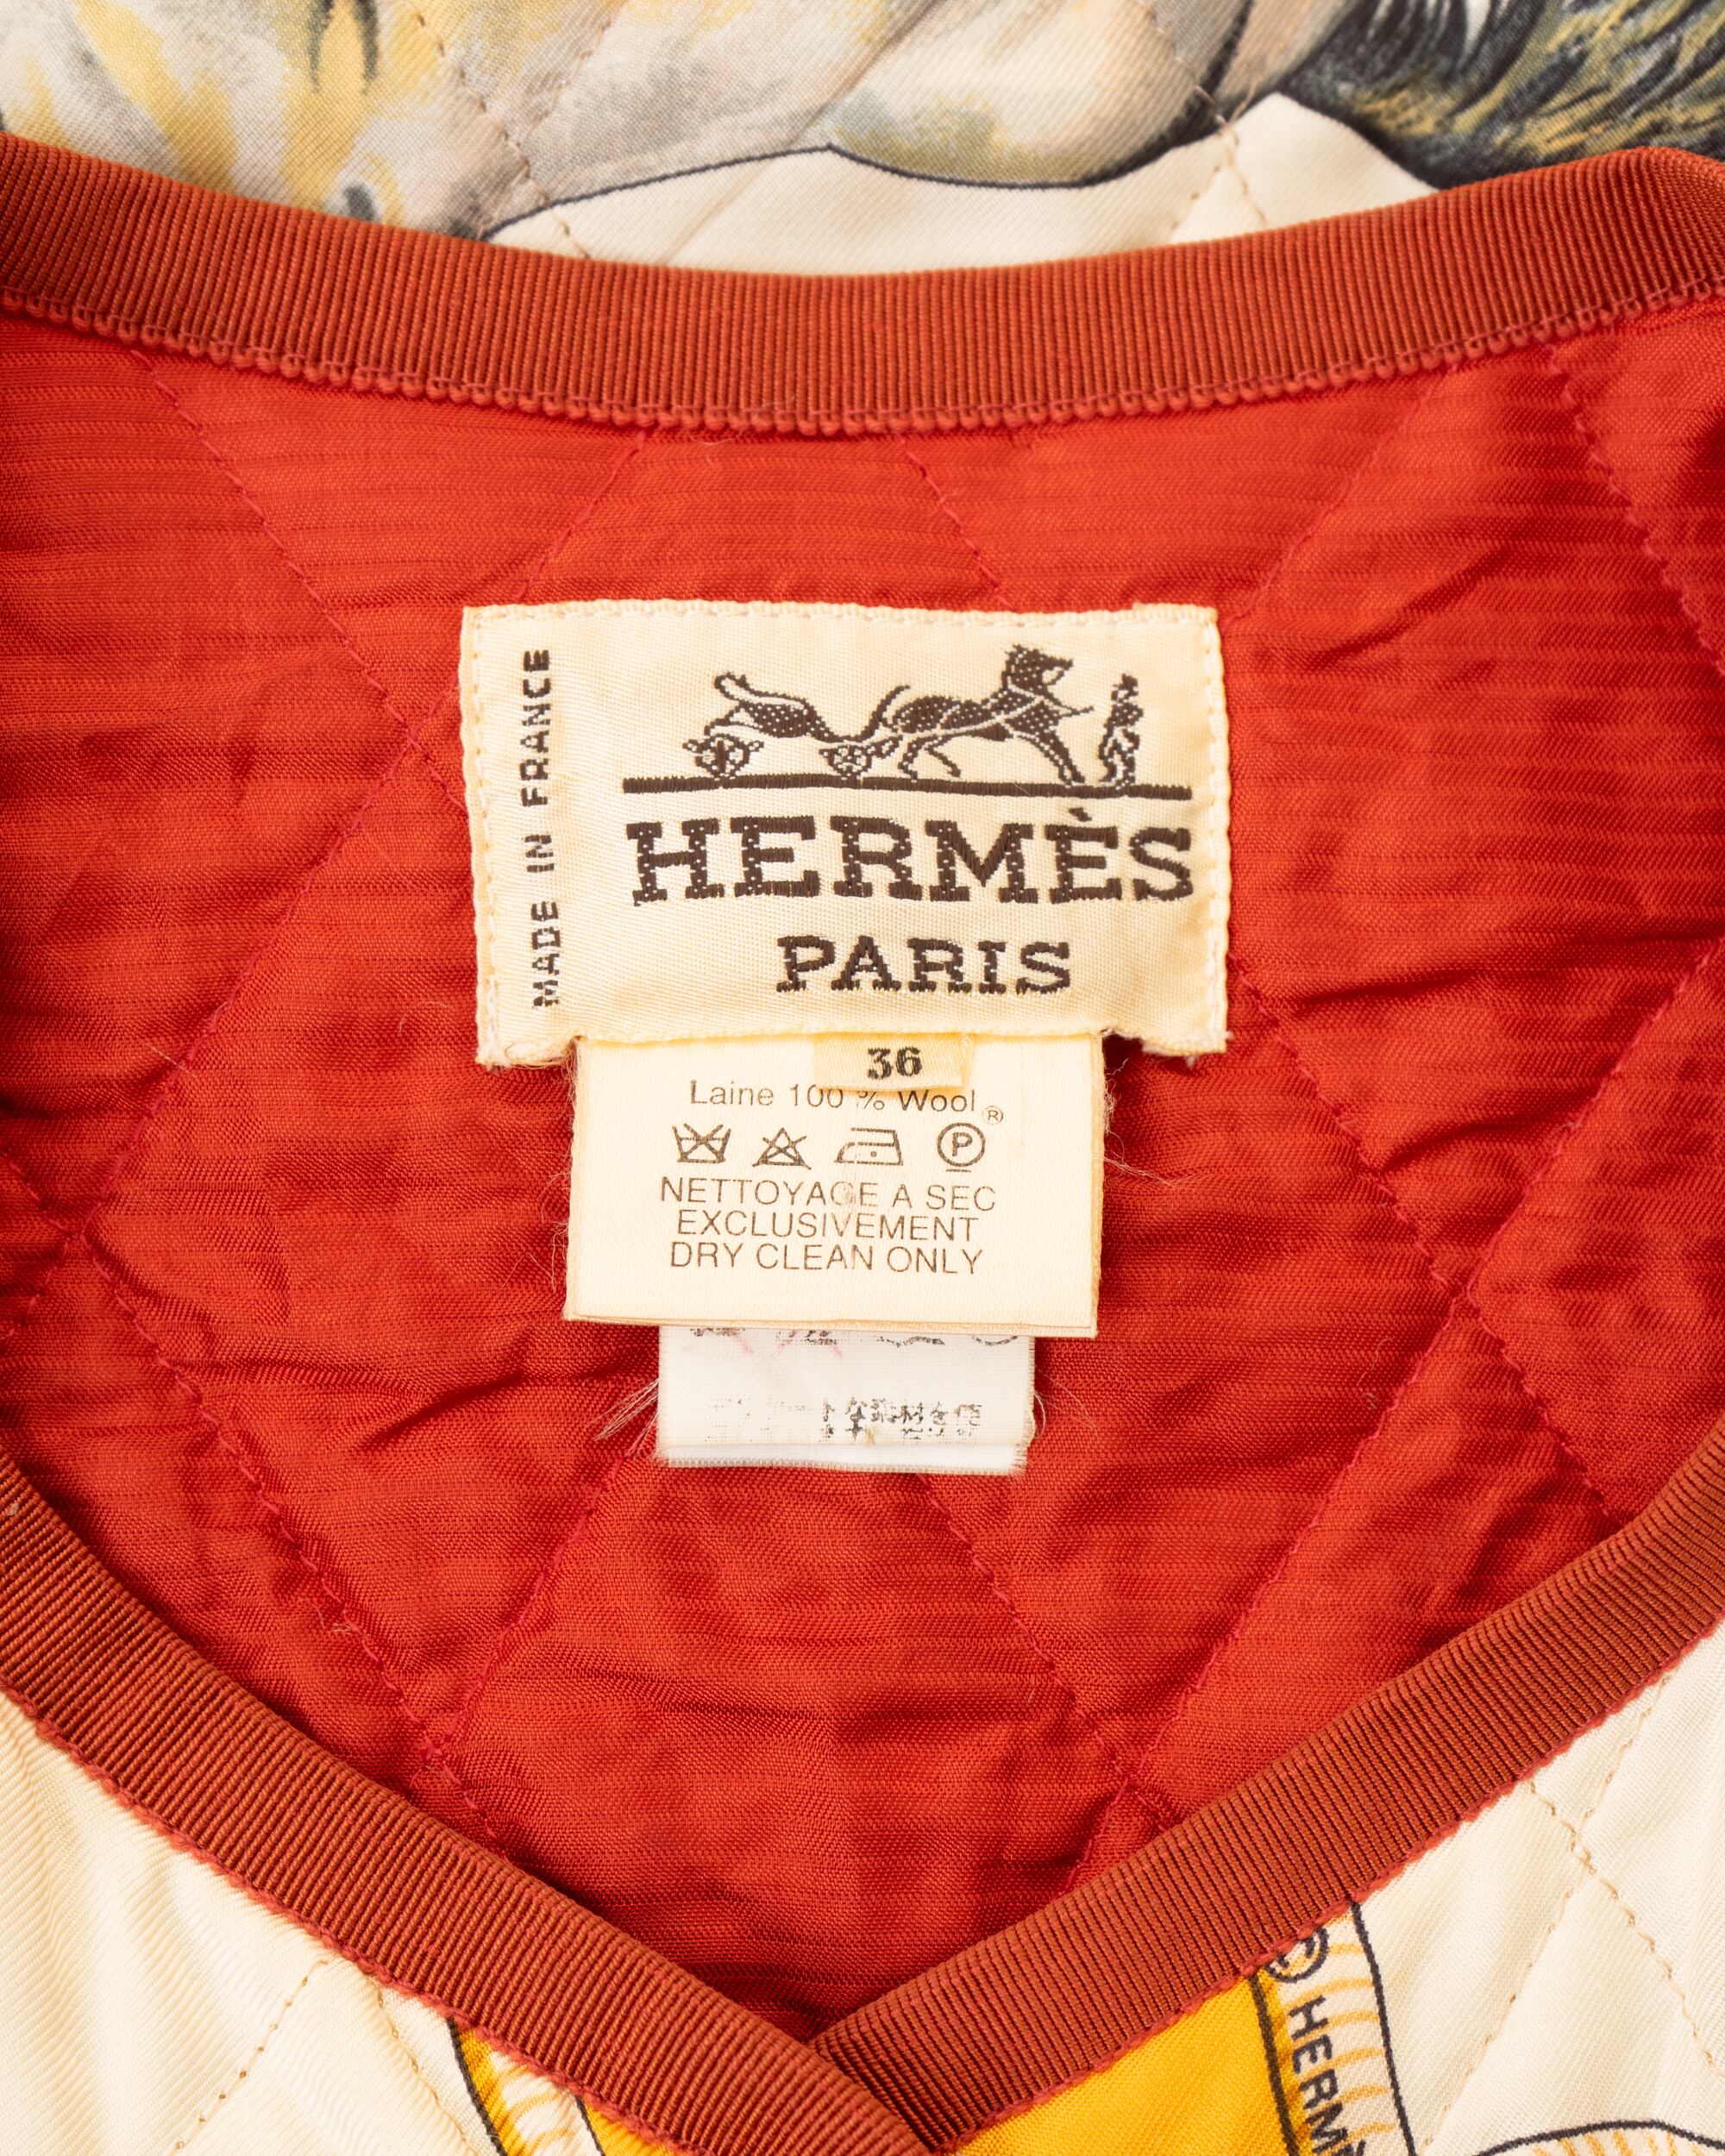 MADE IN FRANCE
HERMÈS
PARIS
36
Laine 100 % Wool ®
P
NETTOYAGE A SEC
EXCLUSIVEMENT
DRY CLEAN ONLY
© HERMÈ